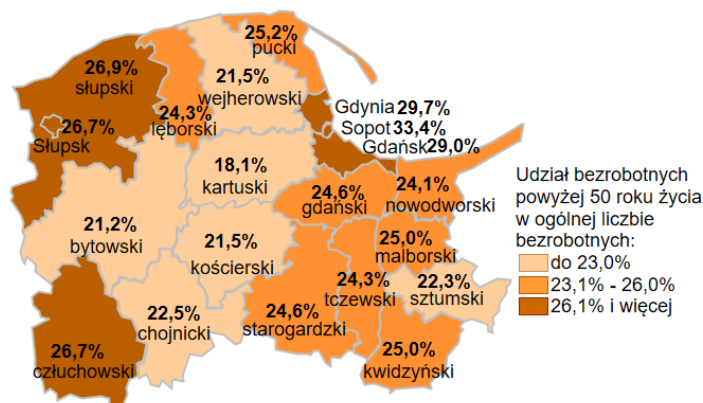 25,2%
pucki
26,9%
słupski
21,5%
wejherowski
24,3%
lęborski
26,7%
Słupsk
Gdynia 29,7%
Sopot 33,4%
Gdańsk 29,0%
18,1%
kartuski
24,6%
gdański
24,1%
nowodworski
21,2%
bytowski
21,5%
kościerski
25,0%
malborski
22,3%
sztumski
24,3%
tczewski
22,5%
chojnicki
24,6%
starogardzki
26,7%
człuchowski
25,0%
kwidzyński
Udział bezrobotnych
powyżej 50 roku życia
w ogólnej liczbie
bezrobotnych:
do 23,0%
23,1% - 26,0%
26,1% i więcej